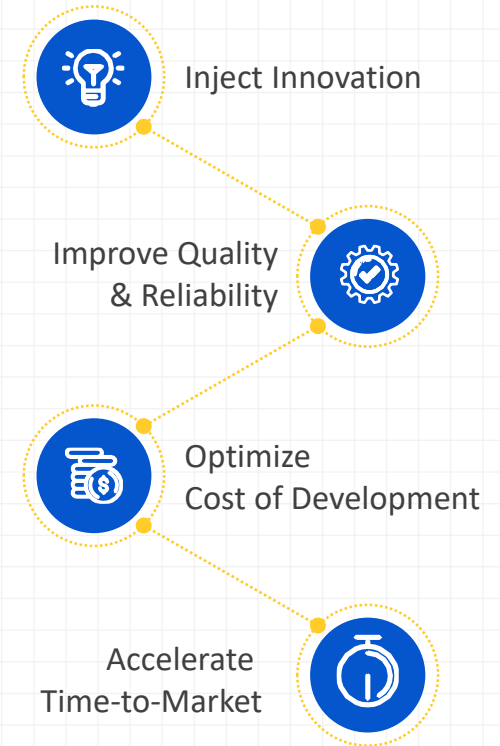 Inject Innovation
Improve Quality
& Reliability
$
Optimize
Cost of Development
Accelerate
Time-to-Market